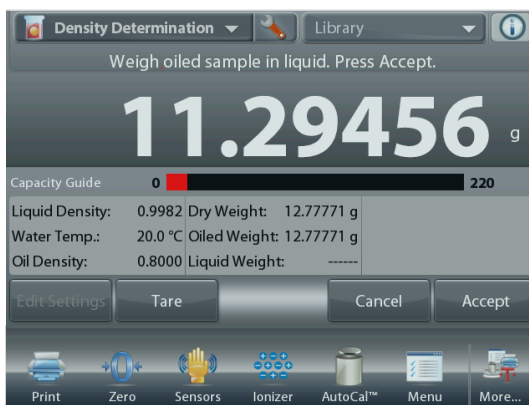 Density Determination Library
Weigh oiled sample in liquid. Press Accept.
11.29456 g
Capacity Guide 0 220
Liquid Density: 0.9982 Dry Weight: 12.77771 g
Water Temp.: 20.0 °C Oiled Weight: 12.77771 g
Oil Density: 0.8000 Liquid Weight: ------
Edit Settings Tare Cancel Accept
Print Zero Sensors Ionizer AutoCal™ Menu More...